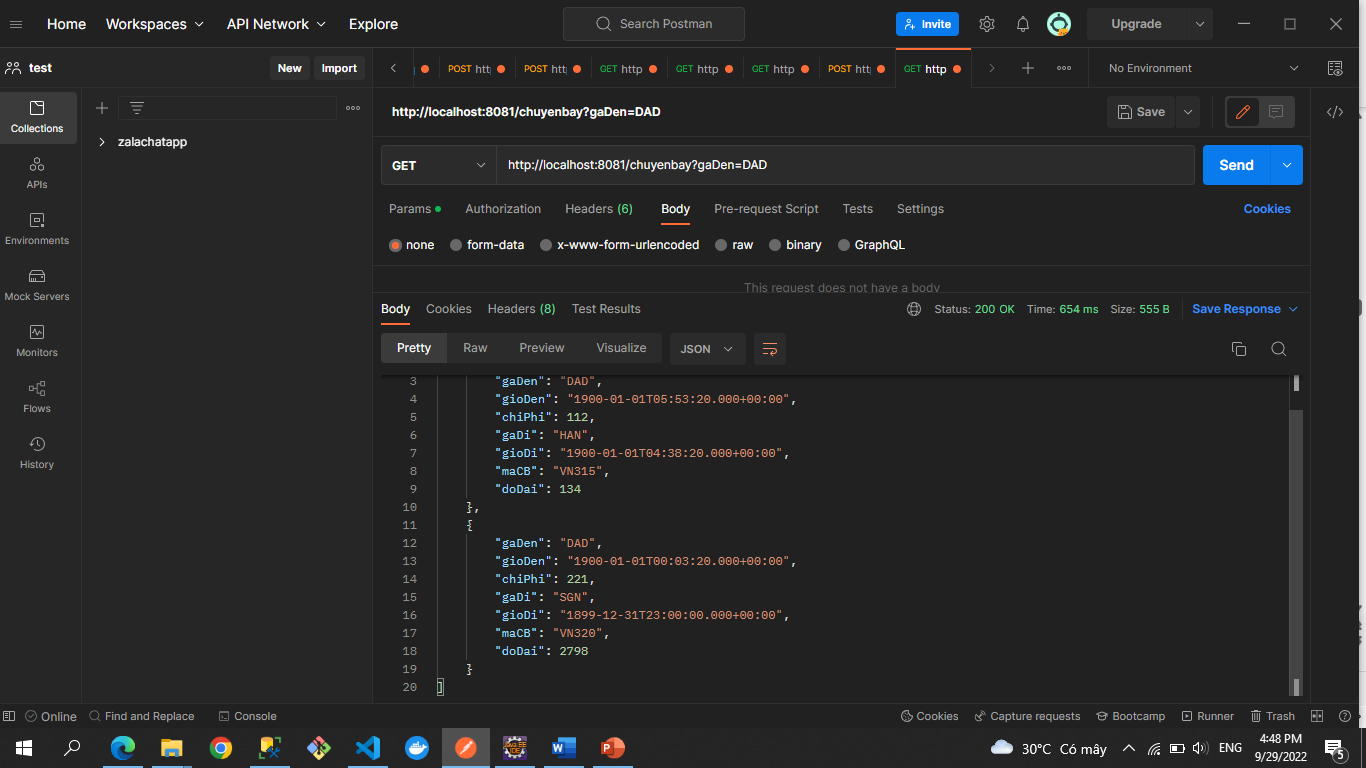 Home Workspaces API Network Explore Search Postman Invite Upgrade
test New Import POST htt POST htt GET http GET http GET http POST htt GET http No Environment
http://localhost:8081/chuyenbay?gaDen=DAD Save
Collections
zalachatapp
APIs
Environments
Mock Servers
Monitors
Flows
History
GET http://localhost:8081/chuyenbay?gaDen=DAD Send
Params Authorization Headers (6) Body Pre-request Script Tests Settings Cookies
none form-data x-www-form-urlencoded raw binary GraphQL
This request does not have a body
Body Cookies Headers (8) Test Results Status: 200 OK Time: 654 ms Size: 555 B Save Response
Pretty Raw Preview Visualize JSON
3 "gaDen": "DAD",
4 "gioDen": "1900-01-01T05:53:20.000+00:00",
5 "chiPhi": 112,
6 "gaDi": "HAN",
7 "gioDi": "1900-01-01T04:38:20.000+00:00",
8 "maCB": "VN315",
9 "doDai": 134
10 },
11 {
12 "gaDen": "DAD",
13 "gioDen": "1900-01-01T00:03:20.000+00:00",
14 "chiPhi": 221,
15 "gaDi": "SGN",
16 "gioDi": "1899-12-31T23:00:00.000+00:00",
17 "maCB": "VN320",
18 "doDai": 2798
19 }
20 ]
Online Find and Replace Console Cookies Capture requests Bootcamp Runner Trash
30°C Có mây ENG 4:48 PM
9/29/2022 5